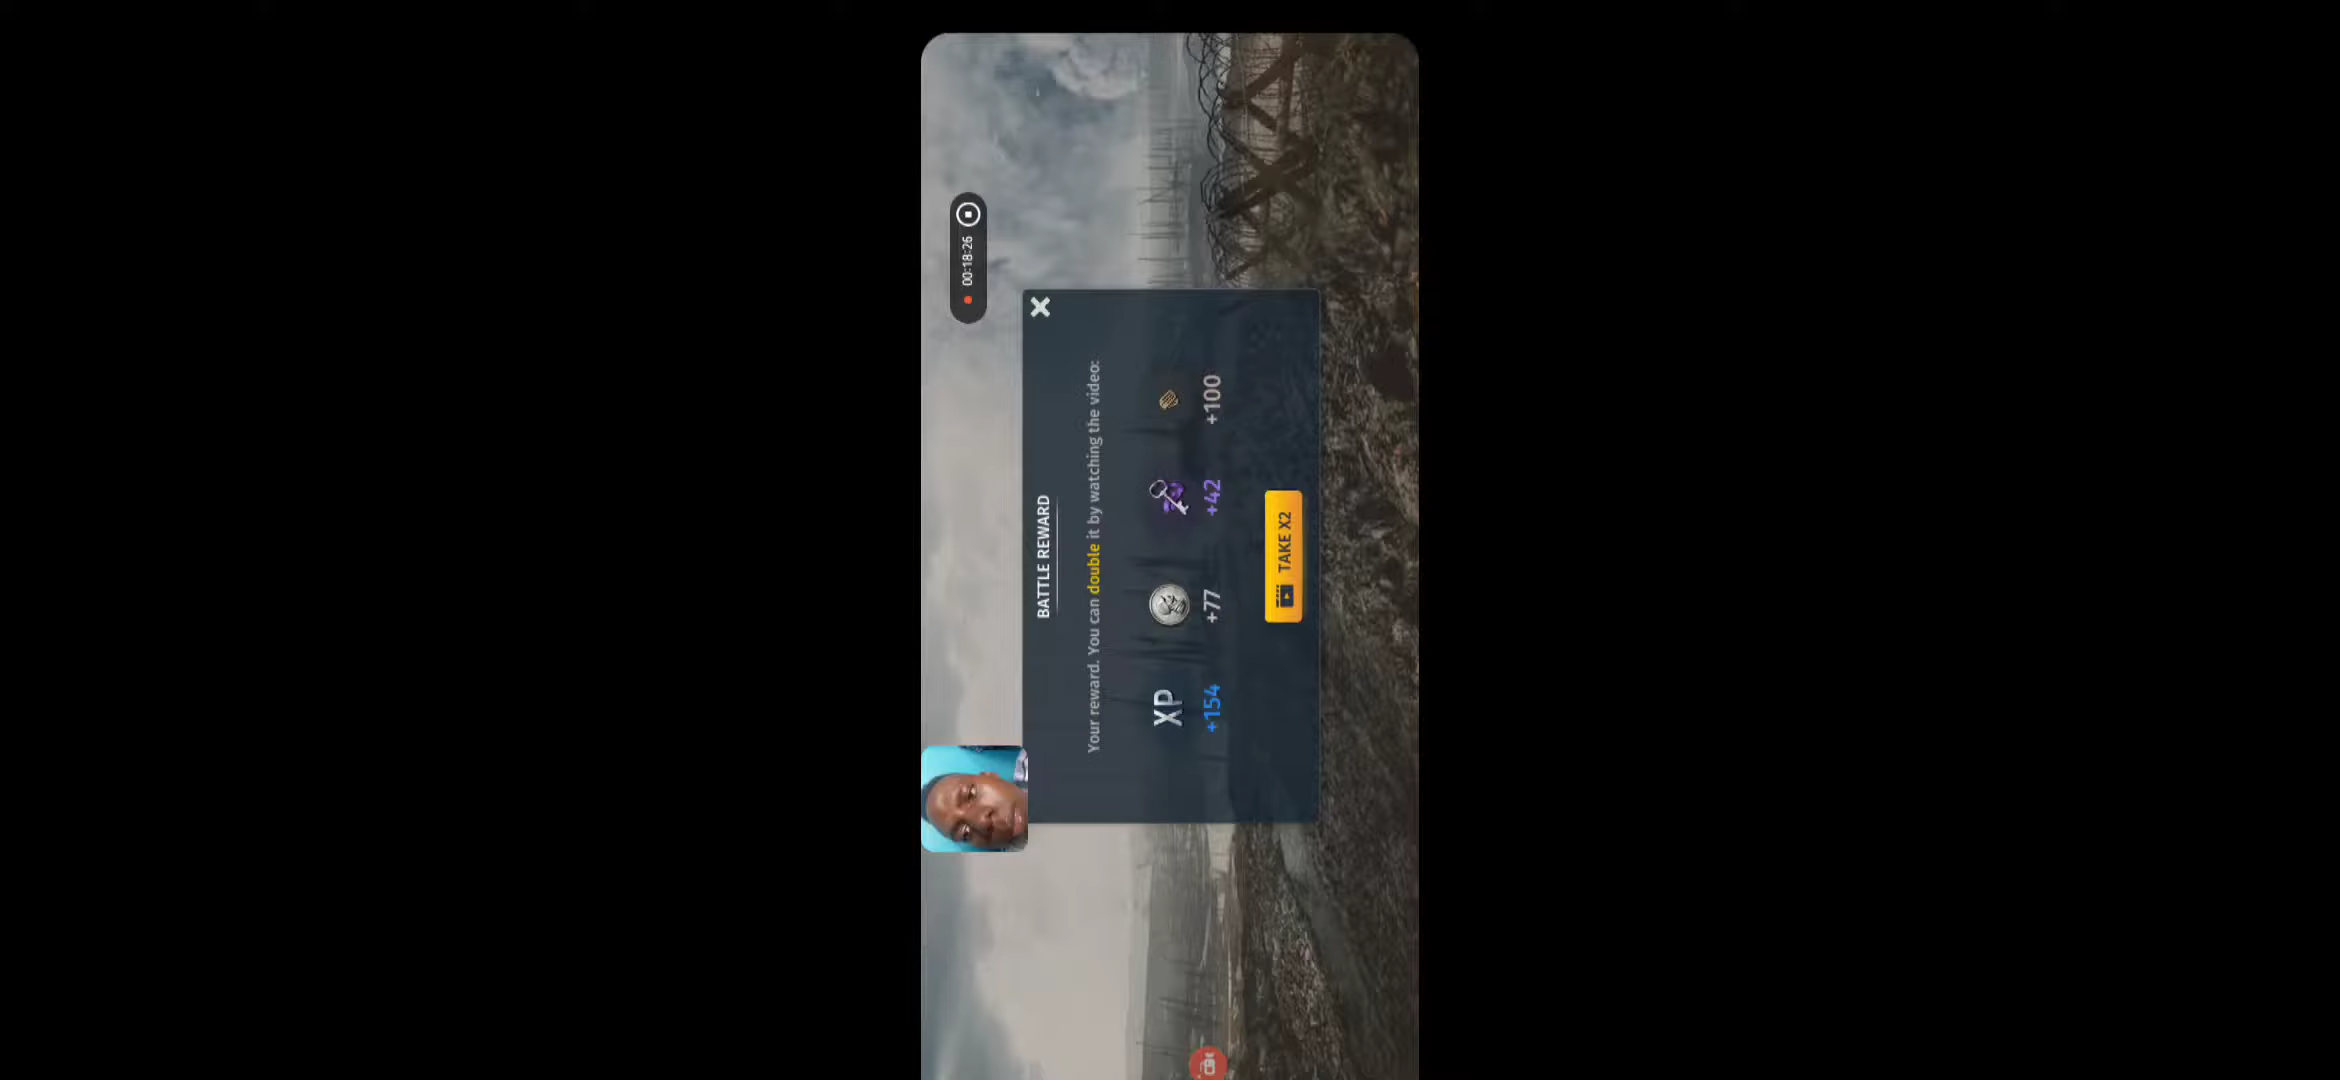 00:18:26
BATTLE REWARD
Your reward. You can double it by watching the video:
XP
+154 +77 +42 +100
TAKE X2